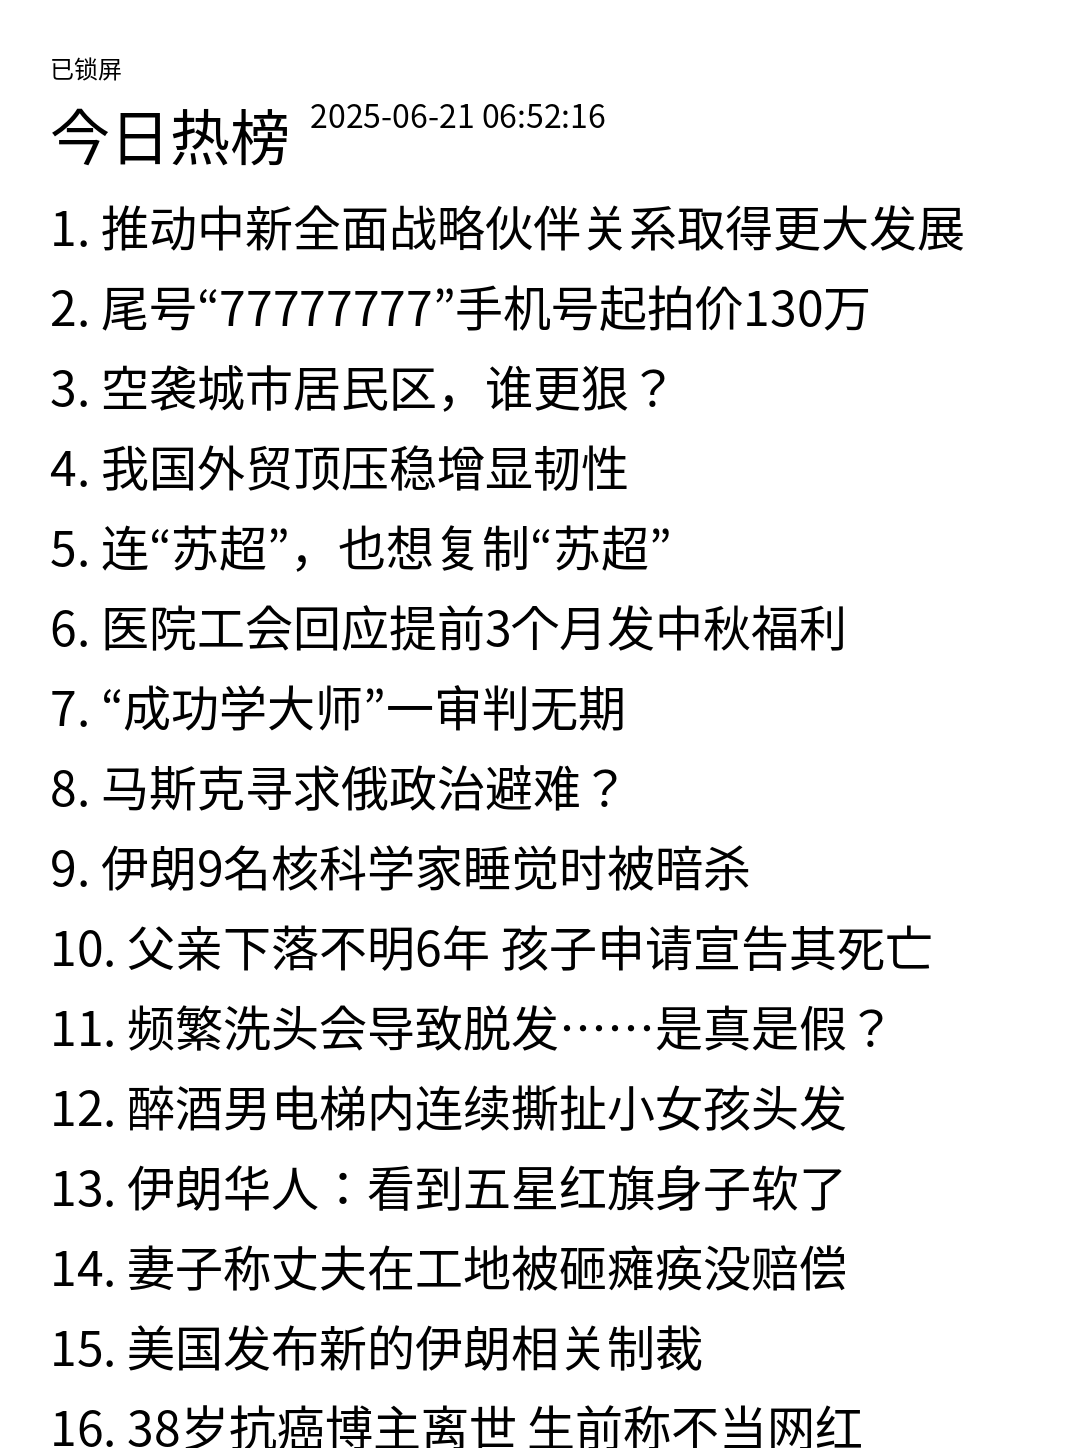 已锁屏
今日热榜 2025-06-21 06:52:16
1. 推动中新全面战略伙伴关系取得更大发展
2. 尾号“77777777”手机号起拍价130万
3. 空袭城市居民区，谁更狠？
4. 我国外贸顶压稳增显韧性
5. 连“苏超”，也想复制“苏超”
6. 医院工会回应提前3个月发中秋福利
7. “成功学大师”一审判无期
8. 马斯克寻求俄政治避难？
9. 伊朗9名核科学家睡觉时被暗杀
10. 父亲下落不明6年 孩子申请宣告其死亡
11. 频繁洗头会导致脱发……是真是假？
12. 醉酒男电梯内连续撕扯小女孩头发
13. 伊朗华人：看到五星红旗身子软了
14. 妻子称丈夫在工地被砸瘫痪没赔偿
15. 美国发布新的伊朗相关制裁
16. 38岁抗癌博主离世 生前称不当网红